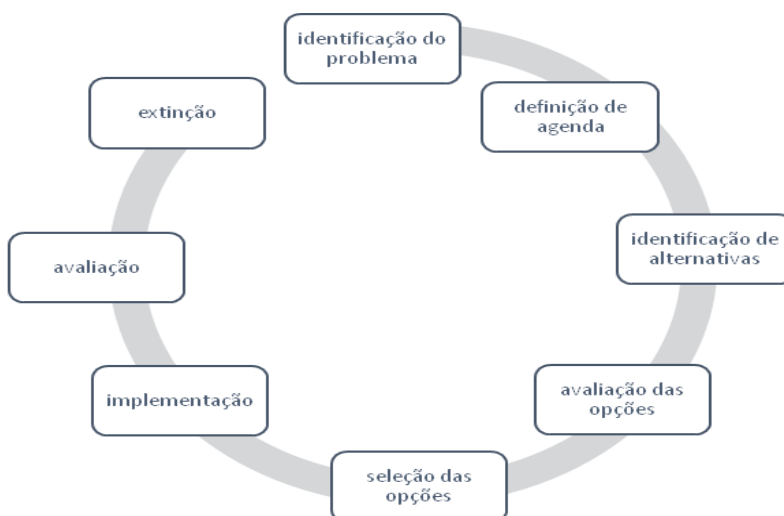 identificação do
problema
definição de
agenda
identificação de
alternativas
avaliação das
opções
seleção das
opções
implementação
avaliação
extinção